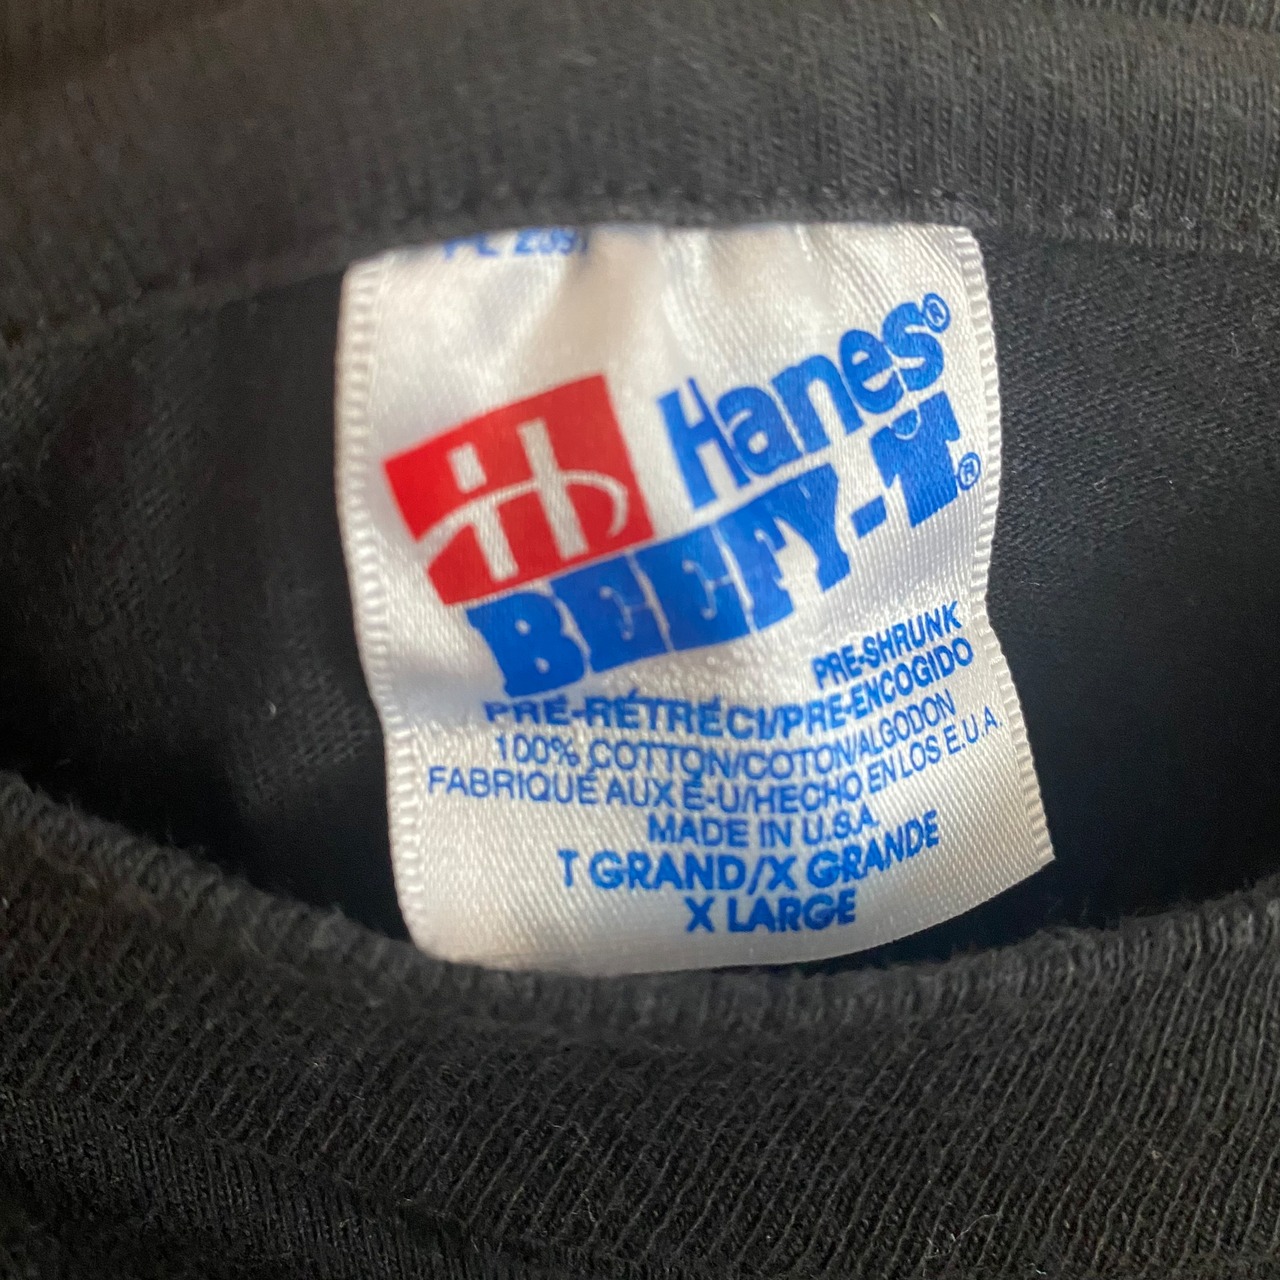 Hanes®
BEEFY-T®
PRE-SHRUNK
PRÉ-RÉTRÉCI/PRE-ENCOGIDO
100% COTTON/COTON/ALGODON
FABRIQUÉ AUX É-U/HECHO EN LOS E.U.A.
MADE IN U.S.A.
T GRAND/X GRANDE
X LARGE